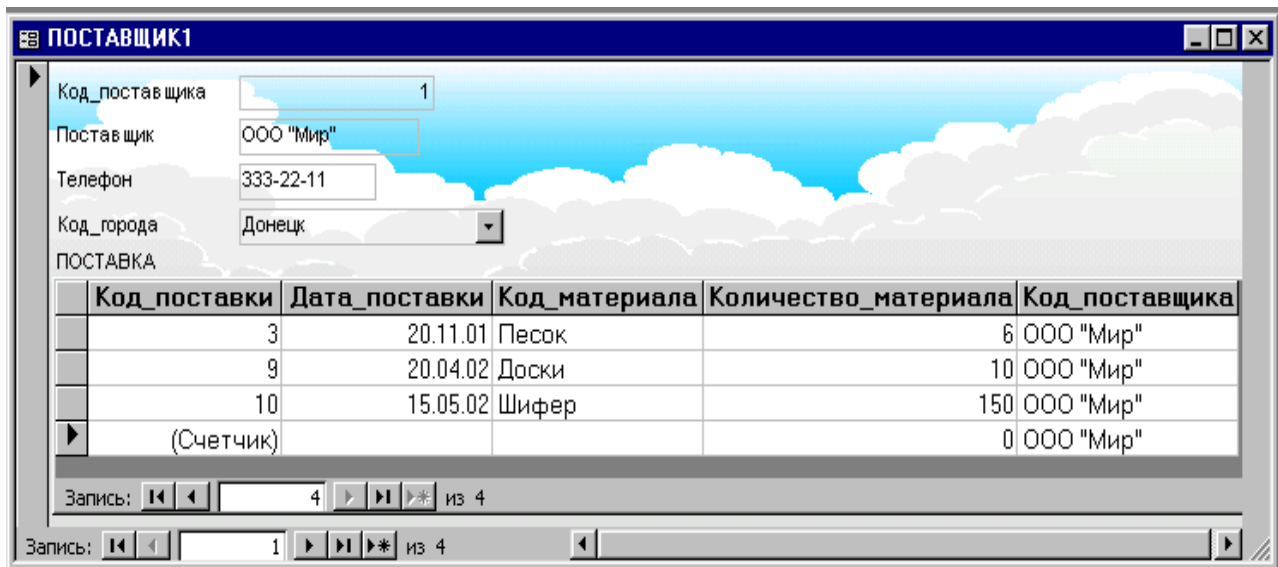 ПОСТАВЩИК1
Код_поставщика 1
Поставщик ООО "Мир"
Телефон 333-22-11
Код_города Донецк
ПОСТАВКА
Код_поставки Дата_поставки Код_материала Количество_материала Код_поставщика
3 20.11.01 Песок 6 ООО "Мир"
9 20.04.02 Доски 10 ООО "Мир"
10 15.05.02 Шифер 150 ООО "Мир"
(Счетчик) 0 ООО "Мир"
Запись: 4 из 4
Запись: 1 из 4